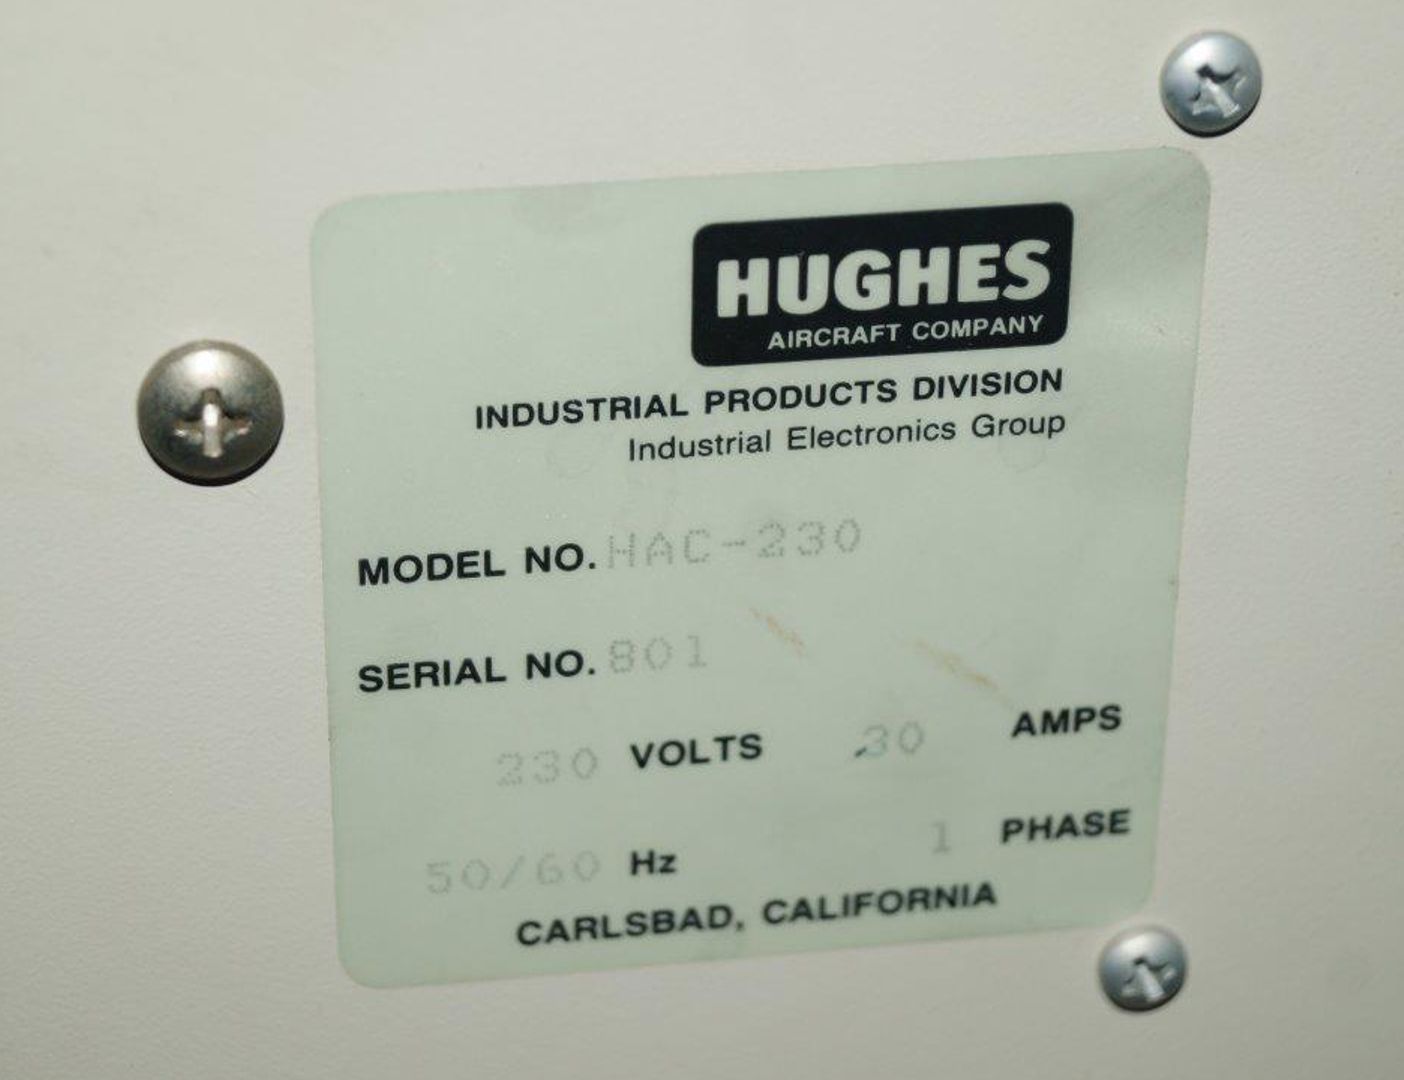 HUGHES
AIRCRAFT COMPANY
INDUSTRIAL PRODUCTS DIVISION
Industrial Electronics Group
MODEL NO. HAC-230
SERIAL NO. 801
230 VOLTS 30 AMPS
50/60 Hz 1 PHASE
CARLSBAD, CALIFORNIA